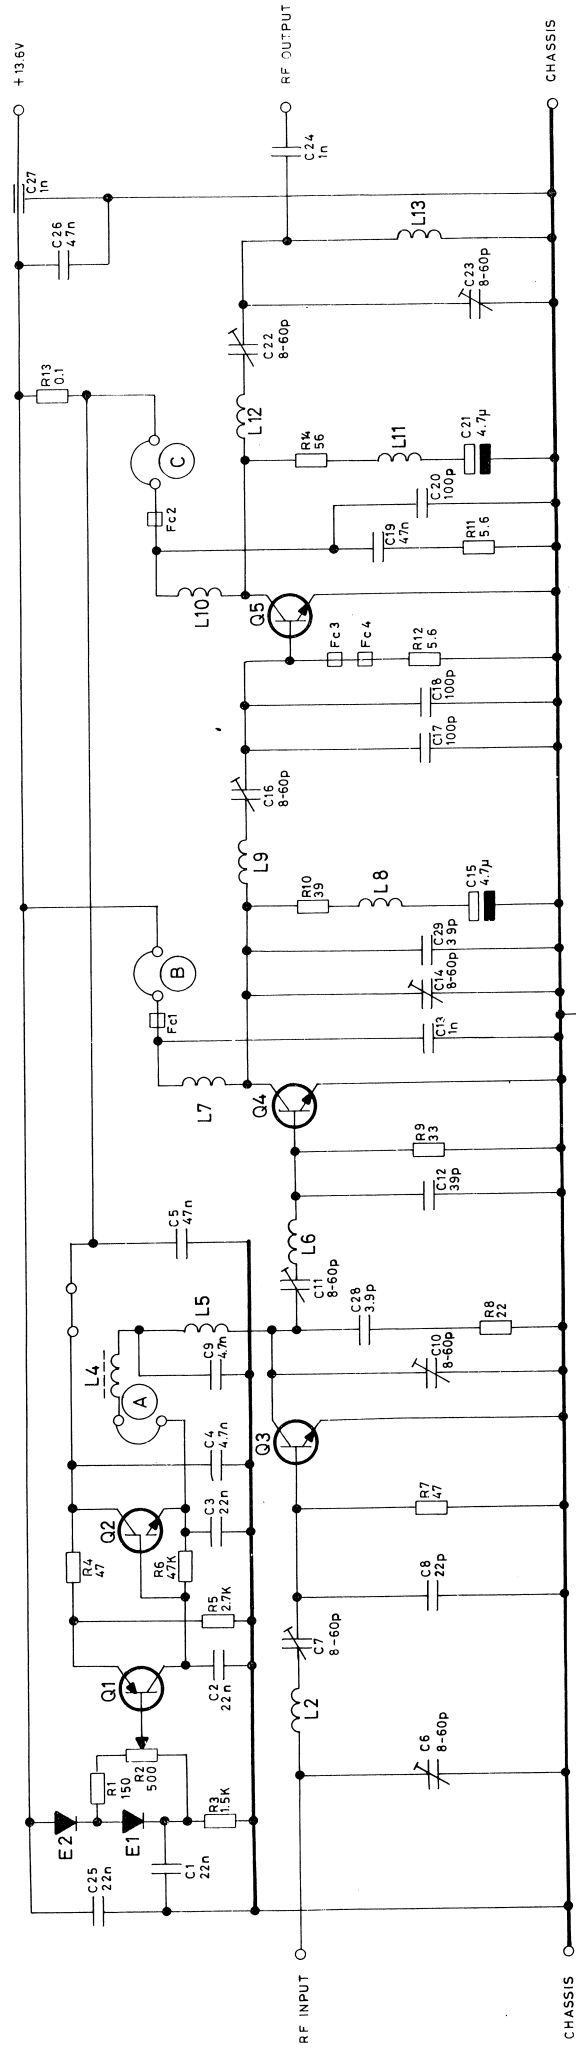 +13.6V
RF OUTPUT
CHASSIS
C27
1n
C26
47n
C24
1n
L13
C23
8-60p
C22
8-60p
R13
0.1
C
Fc2
L12
R14
56
L11
C21
4.7µ
C20
100p
C19
47n
R11
5.6
L10
Q5
Fc3
Fc4
R12
5.6
C18
100p
C17
100p
C16
8-60p
L9
R10
39
L8
C15
4.7µ
C29
3.9p
C14
8-60p
C13
1n
B
Fc1
L7
Q4
R9
33
C12
39p
L6
C11
8-60p
C28
3.9p
R8
22
C10
8-60p
C5
47n
L5
L4
A
C9
4.7n
C4
4.7n
C3
22n
Q2
R4
47
R6
47K
R5
2.7K
C2
22n
Q1
R2
500
R1
150
R3
1.5K
E2
E1
C1
22n
C25
22n
Q3
R7
47
C8
22p
C7
8-60p
L2
C6
8-60p
RF INPUT
CHASSIS